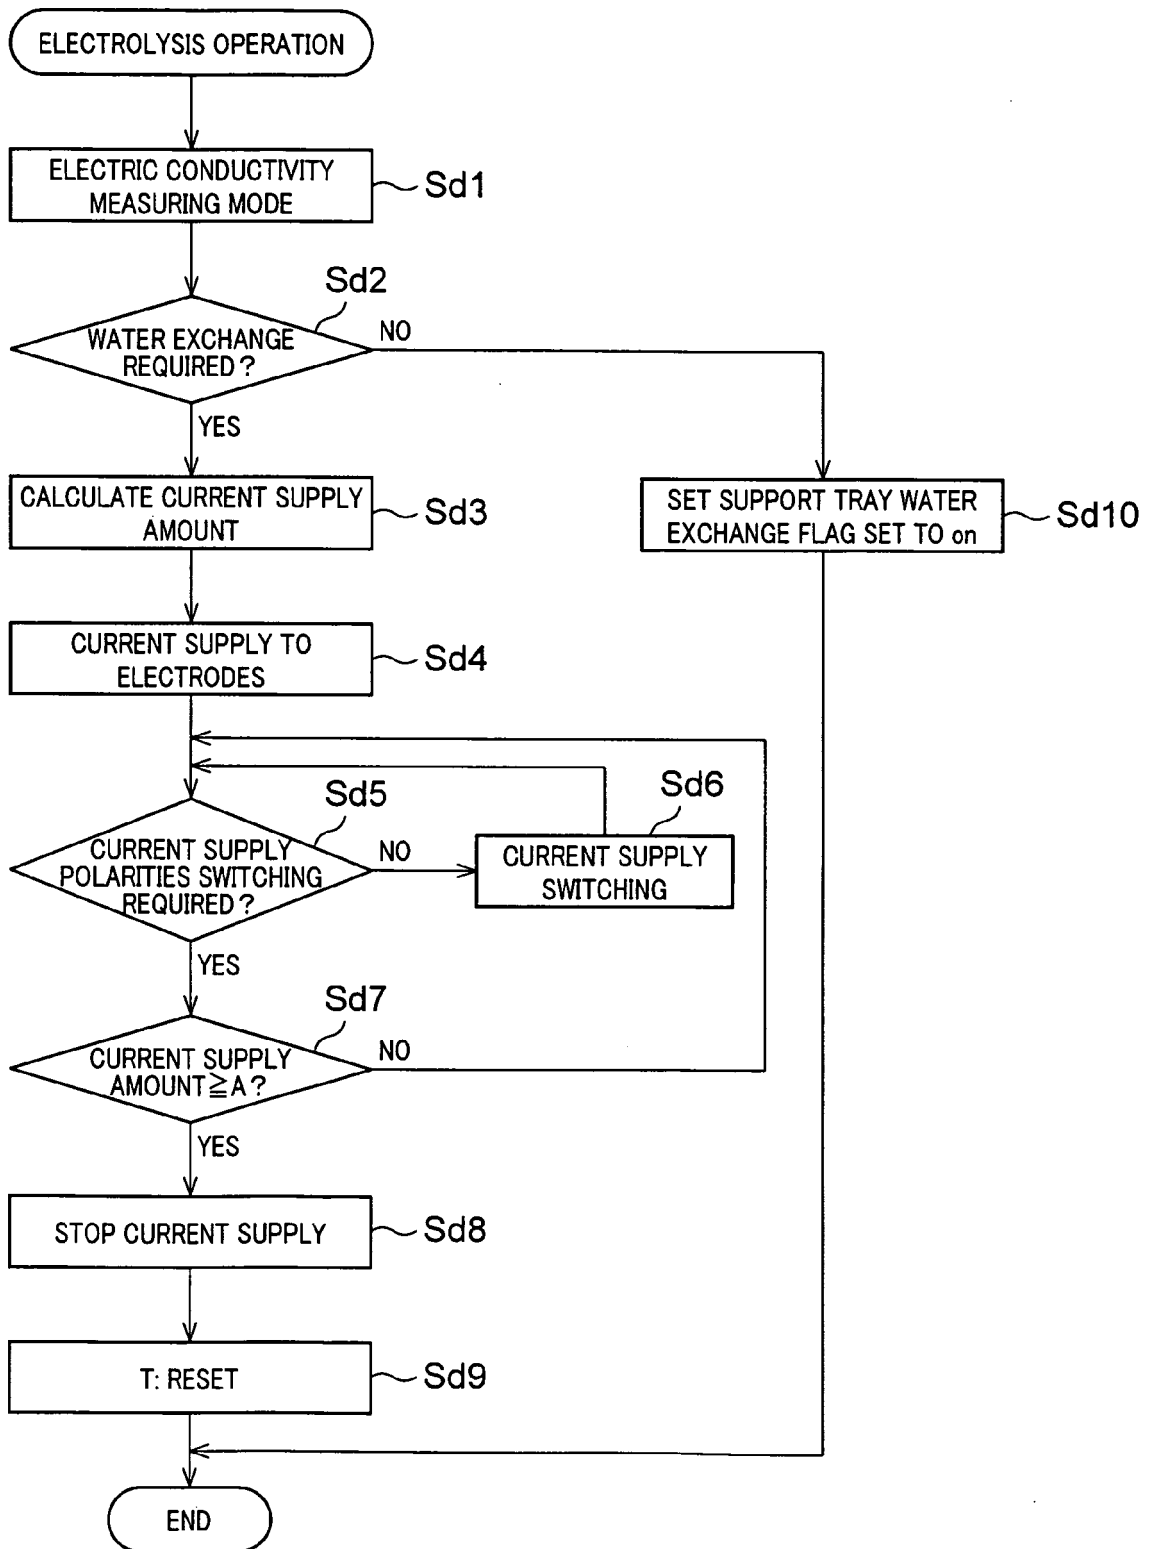 ELECTROLYSIS OPERATION
ELECTRIC CONDUCTIVITY
MEASURING MODE
Sd1
Sd2
WATER EXCHANGE
REQUIRED?
NO
YES
CALCULATE CURRENT SUPPLY
AMOUNT
Sd3
SET SUPPORT TRAY WATER
EXCHANGE FLAG SET TO on
Sd10
CURRENT SUPPLY TO
ELECTRODES
Sd4
Sd5
CURRENT SUPPLY
POLARITIES SWITCHING
REQUIRED?
NO
Sd6
CURRENT SUPPLY
SWITCHING
YES
Sd7
CURRENT SUPPLY
AMOUNT≧A?
NO
YES
STOP CURRENT SUPPLY
Sd8
T: RESET
Sd9
END